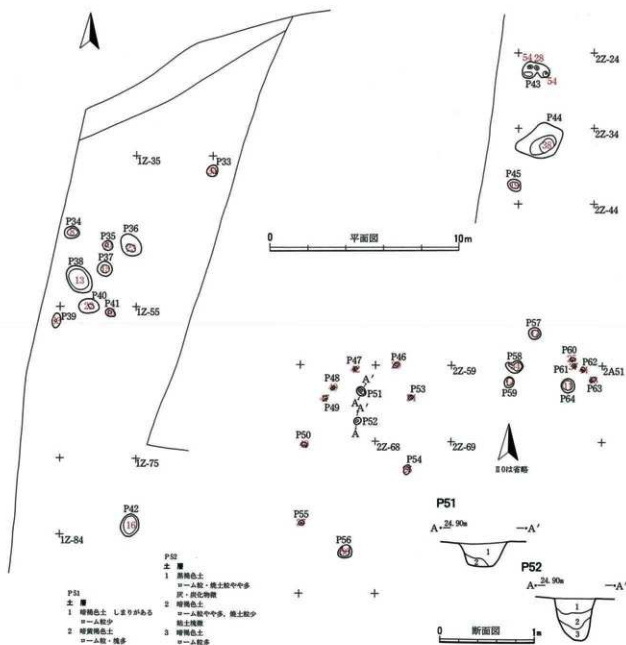 54 28
2Z-24
P43
54
P44
38
2Z-34
P45
2Z-44
1Z-35
P33
0 平面図 10m
P34
P35
P36
P37
P38
13
P40
P41
P39
1Z-55
P57
P47
P46
2Z-59
P58
P60
P61
P62
2A51
P48
P51
A'
P53
P59
P64
P63
P49
A
A'
P52
P50
A
2Z-68
2Z-69
P54
1Z-75
P42
16
1Z-84
P55
P56
P51
A 24.90m A'
1
2
P52
A 24.90m A'
1
2
3
0 断面図 1m
P51
土 層
1 暗褐色土 しまりがある
ローム粒少
2 暗黄褐色土
ローム粒・塊多
P52
土 層
1 黒褐色土
ローム粒・焼土粒やや多
灰・炭化物微
2 暗褐色土
ローム粒やや多、焼土粒少
粘土塊微
3 暗褐色土
ローム粒多